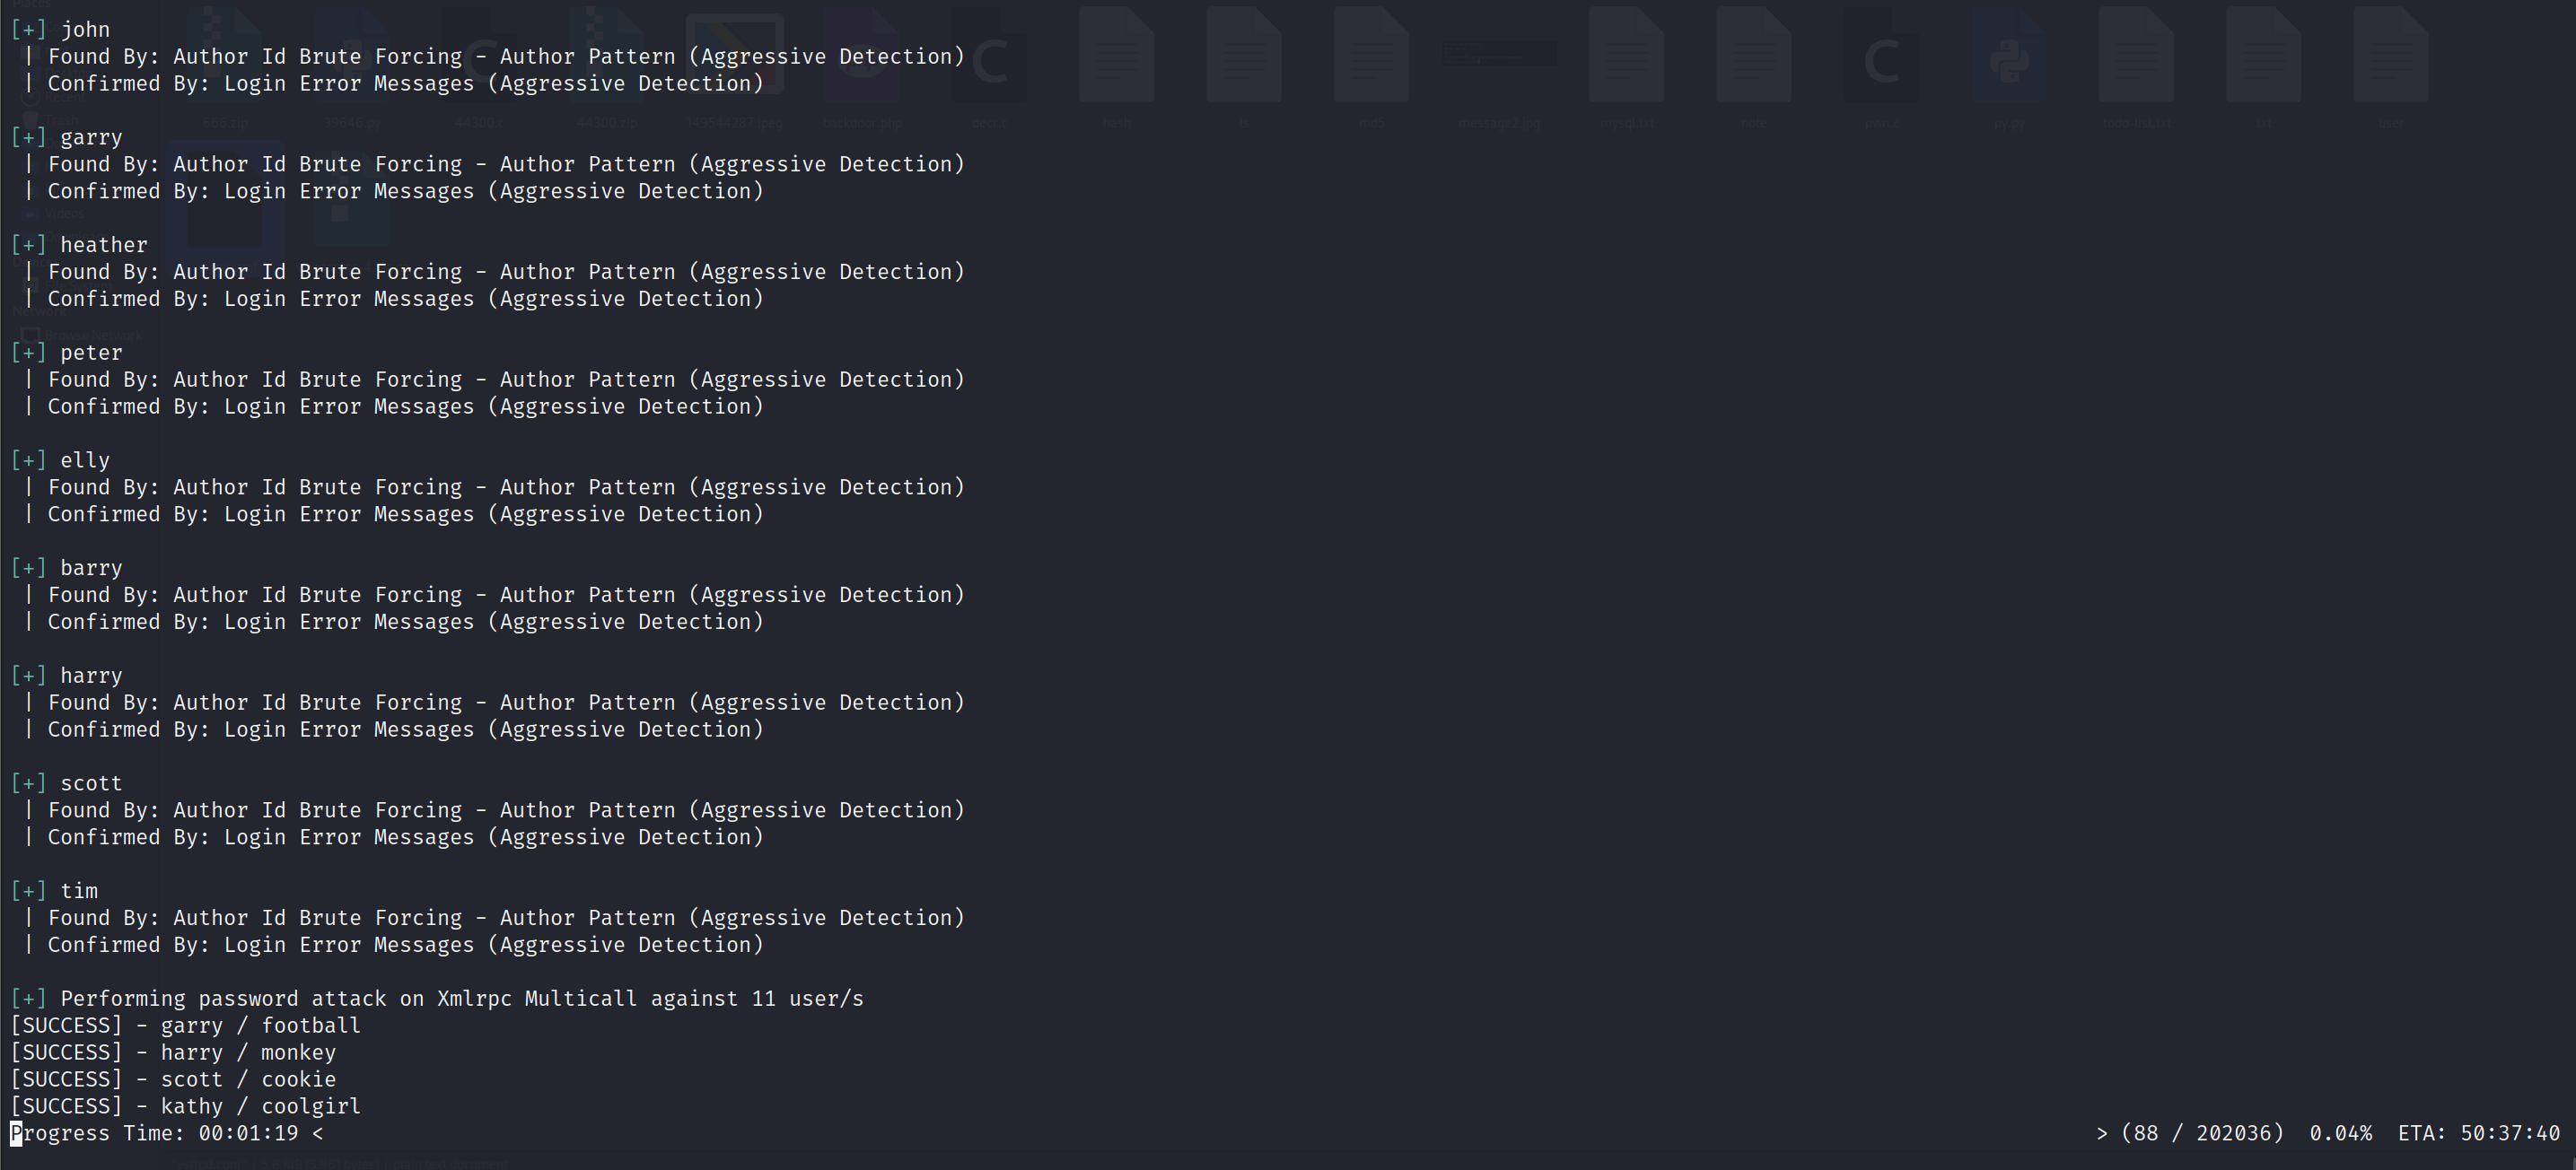 [+] john
 | Found By: Author Id Brute Forcing - Author Pattern (Aggressive Detection)
 | Confirmed By: Login Error Messages (Aggressive Detection)
[+] garry
 | Found By: Author Id Brute Forcing - Author Pattern (Aggressive Detection)
 | Confirmed By: Login Error Messages (Aggressive Detection)
[+] heather
 | Found By: Author Id Brute Forcing - Author Pattern (Aggressive Detection)
 | Confirmed By: Login Error Messages (Aggressive Detection)
[+] peter
 | Found By: Author Id Brute Forcing - Author Pattern (Aggressive Detection)
 | Confirmed By: Login Error Messages (Aggressive Detection)
[+] elly
 | Found By: Author Id Brute Forcing - Author Pattern (Aggressive Detection)
 | Confirmed By: Login Error Messages (Aggressive Detection)
[+] barry
 | Found By: Author Id Brute Forcing - Author Pattern (Aggressive Detection)
 | Confirmed By: Login Error Messages (Aggressive Detection)
[+] harry
 | Found By: Author Id Brute Forcing - Author Pattern (Aggressive Detection)
 | Confirmed By: Login Error Messages (Aggressive Detection)
[+] scott
 | Found By: Author Id Brute Forcing - Author Pattern (Aggressive Detection)
 | Confirmed By: Login Error Messages (Aggressive Detection)
[+] tim
 | Found By: Author Id Brute Forcing - Author Pattern (Aggressive Detection)
 | Confirmed By: Login Error Messages (Aggressive Detection)
[+] Performing password attack on Xmlrpc Multicall against 11 user/s
[SUCCESS] - garry / football
[SUCCESS] - harry / monkey
[SUCCESS] - scott / cookie
[SUCCESS] - kathy / coolgirl
Progress Time: 00:01:19 < > (88 / 202036) 0.04% ETA: 50:37:40